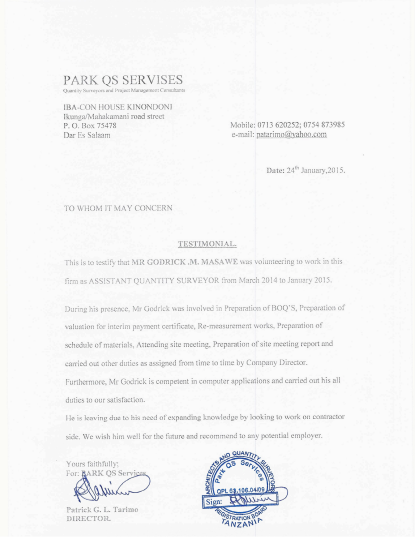 PARK QS SERVISES
Quantity Surveyors and Project Management Consultants
IBA-CON HOUSE KINONDONI
Ikunga/Mahakamani road street
P. O. Box 75478
Dar Es Salaam
Mobile: 0713 620252; 0754 873985
e-mail: patarimo@yahoo.com
Date: 24th January,2015,
TO WHOM IT MAY CONCERN
TESTIMONIAL.
This is to testify that MR GODRICK .M. MASAWE was volunteering to work in this
firm as ASSISTANT QUANTITY SURVEYOR from March 2014 to January 2015.
During his presence, Mr Godrick was involved in Preparation of BOQ'S, Preparation of
valuation for interim payment certificate, Re-measurement works, Preparation of
schedule of materials, Attending site meeting, Preparation of site meeting report and
carried out other duties as assigned from time to time by Company Director.
Furthermore, Mr Godrick is competent in computer applications and carried out his all
duties to our satisfaction.
He is leaving due to his need of expanding knowledge by looking to work on contractor
side. We wish him well for the future and recommend to any potential employer.
Yours faithfully:
For: PARK QS Services
Patrick G. L. Tarimo
DIRECTOR.
ARCHITECTS AND QUANTITY SURVEYORS
Park QS Services
Sign:
REGISTRATION BOARD
TANZANIA